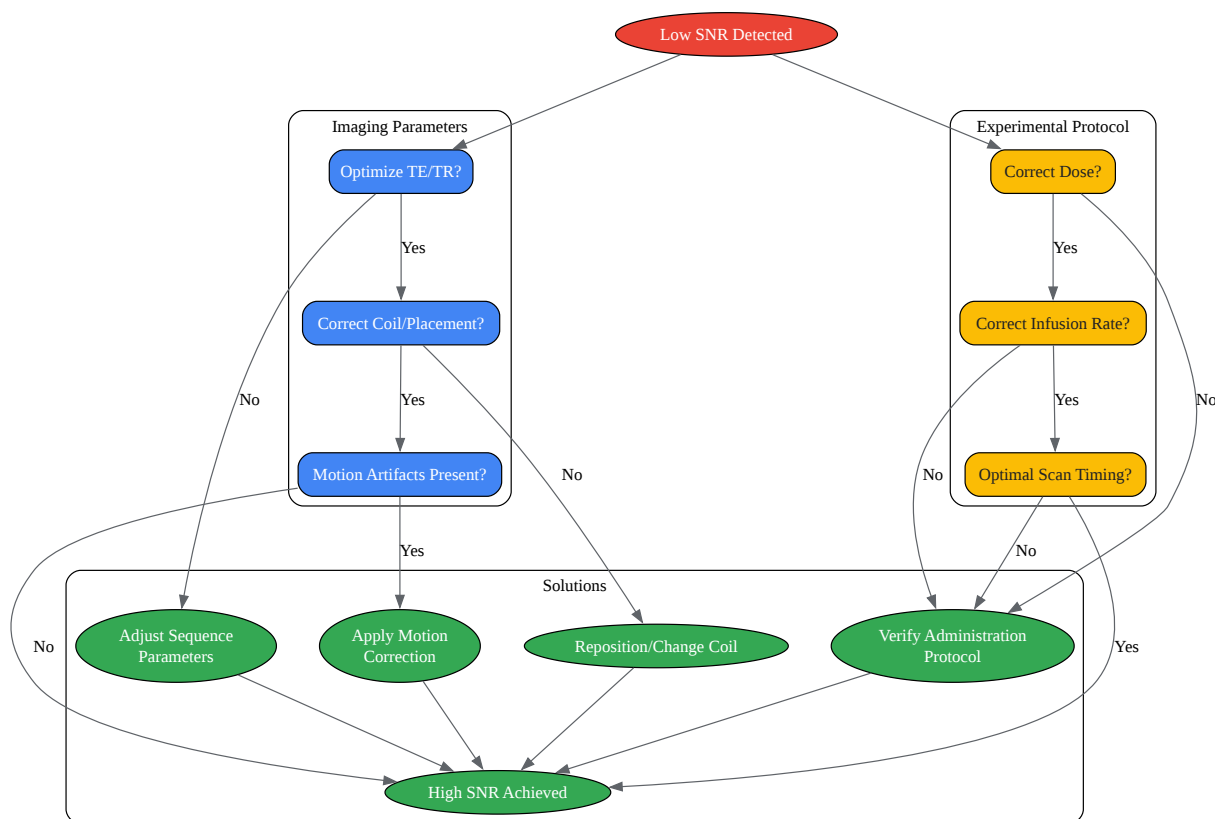 Low SNR Detected
Imaging Parameters
Experimental Protocol
Optimize TE/TR?
Correct Dose?
Yes
Yes
Correct Coil/Placement?
Correct Infusion Rate?
No
Yes
Yes
No
Motion Artifacts Present?
Optimal Scan Timing?
No
No
Yes
No
Solutions
Adjust Sequence
Parameters
Apply Motion
Correction
Reposition/Change Coil
Verify Administration
Protocol
No
Yes
High SNR Achieved